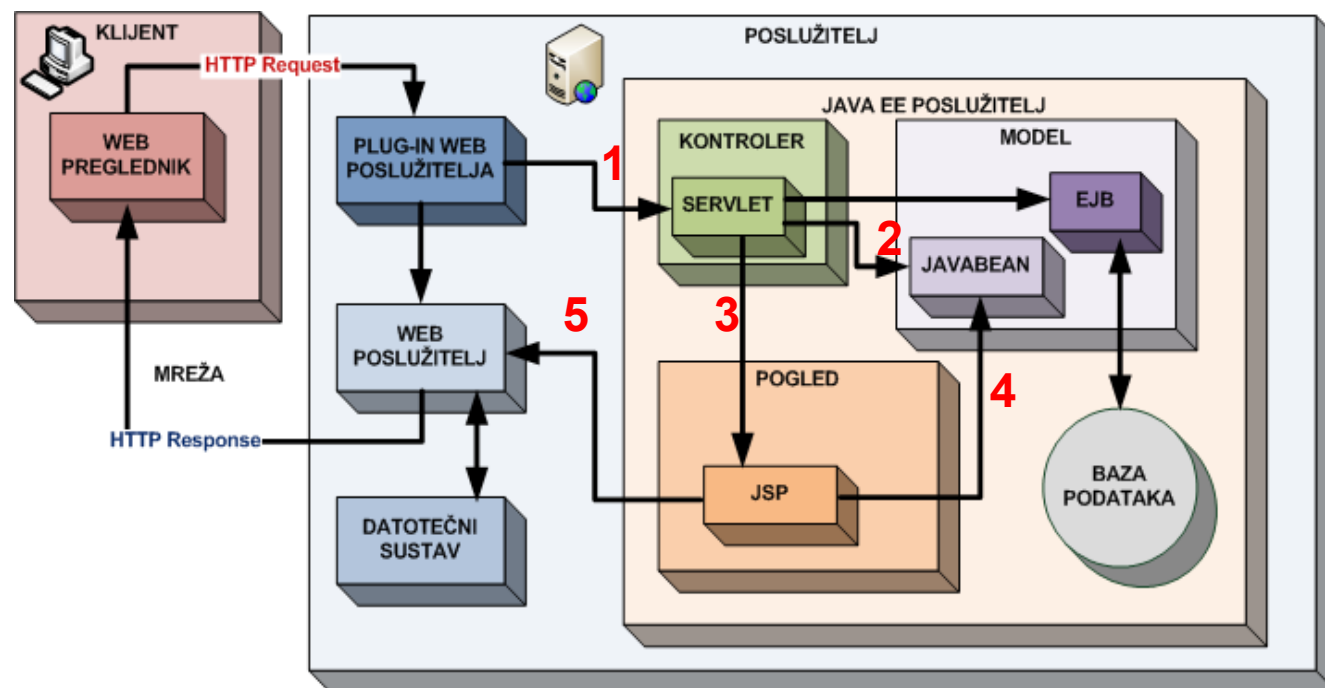 KLIJENT
POSLUŽITELJ
HTTP Request
JAVA EE POSLUŽITELJ
WEB
PREGLEDNIK
PLUG-IN WEB
POSLUŽITELJA
1
KONTROLER
SERVLET
MODEL
EJB
2
JAVABEAN
5
3
WEB
POSLUŽITELJ
MREŽA
POGLED
4
HTTP Response
JSP
BAZA
PODATAKA
DATOTEČNI
SUSTAV